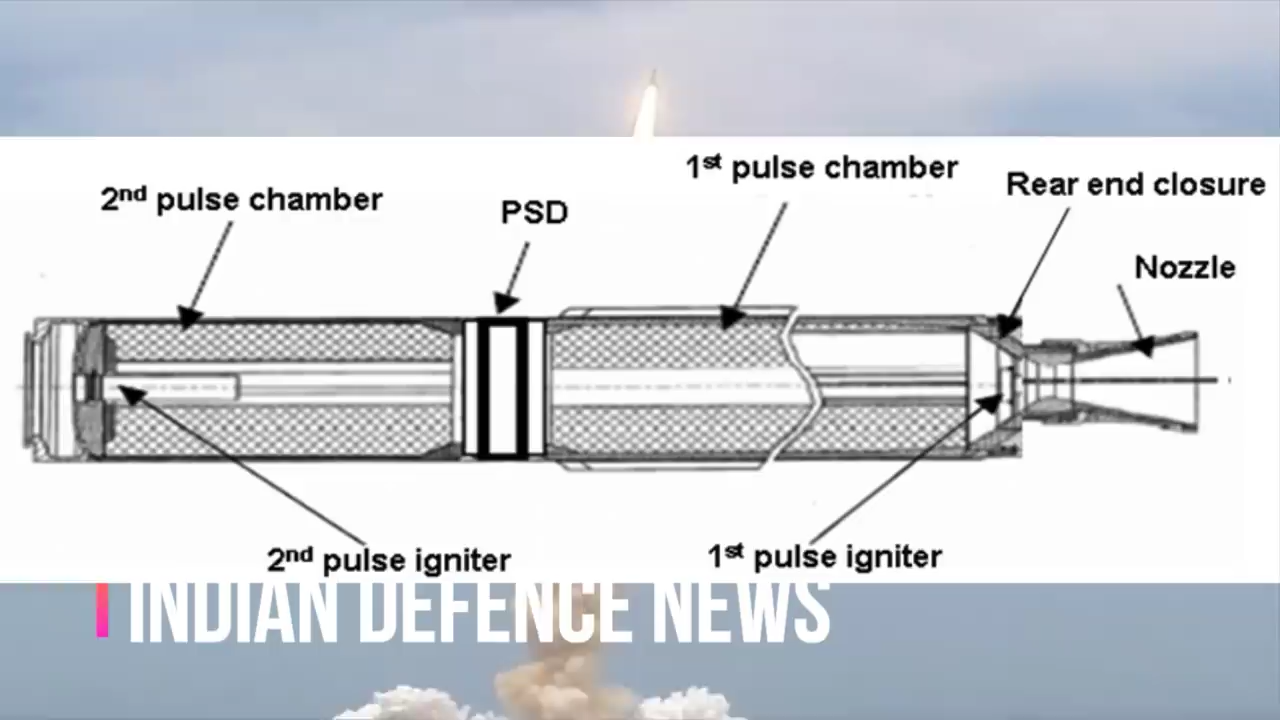 1st pulse chamber
Rear end closure
2nd pulse chamber
PSD
Nozzle
2nd pulse igniter
1st pulse igniter
INDIAN DEFENCE NEWS